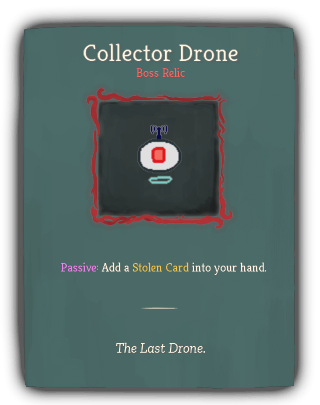 Collector Drone
Boss Relic
Passive: Add a Stolen Card into your hand.
The Last Drone.